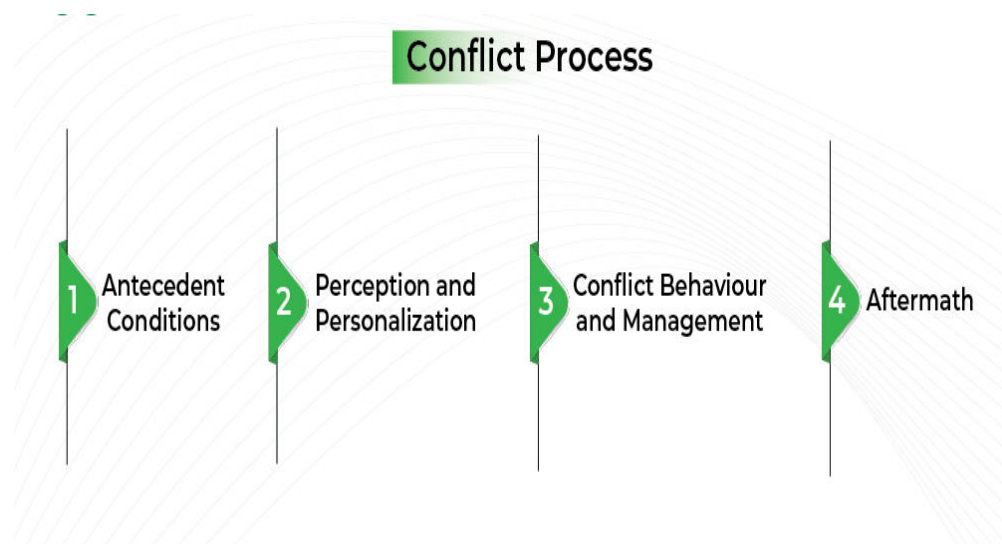 Conflict Process
1
Antecedent
Conditions
2
Perception and
Personalization
3
Conflict Behaviour
and Management
4
Aftermath